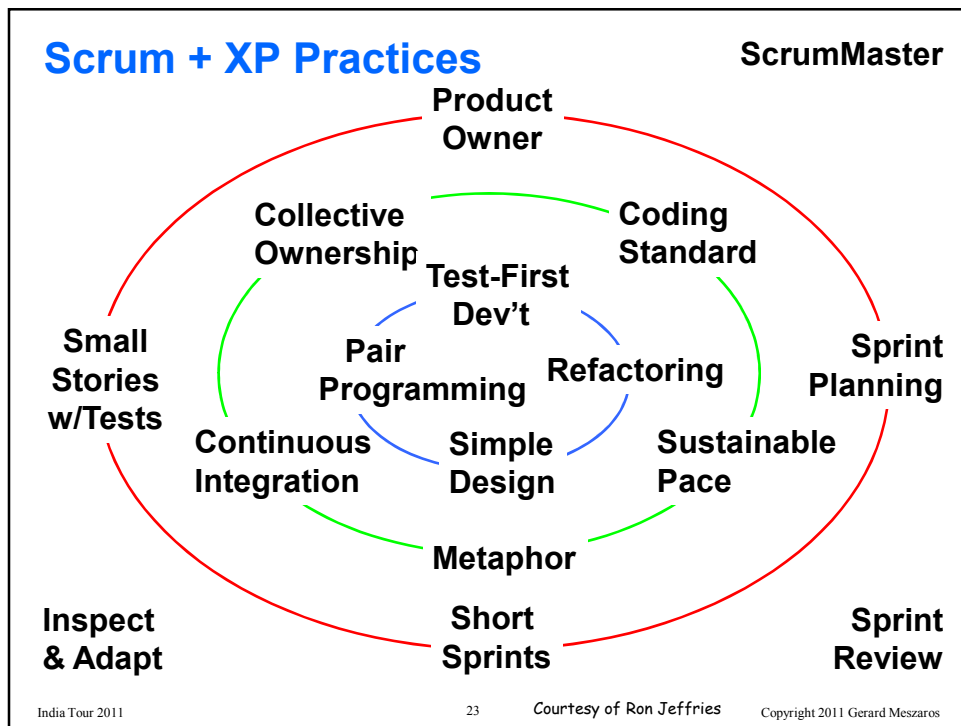 Scrum + XP Practices
ScrumMaster
Product
Owner
Collective
Ownership
Coding
Standard
Test-First
Dev't
Small
Stories
w/Tests
Pair
Programming
Refactoring
Sprint
Planning
Continuous
Integration
Simple
Design
Sustainable
Pace
Metaphor
Inspect
& Adapt
Short
Sprints
Sprint
Review
India Tour 2011
23
Courtesy of Ron Jeffries
Copyright 2011 Gerard Meszaros